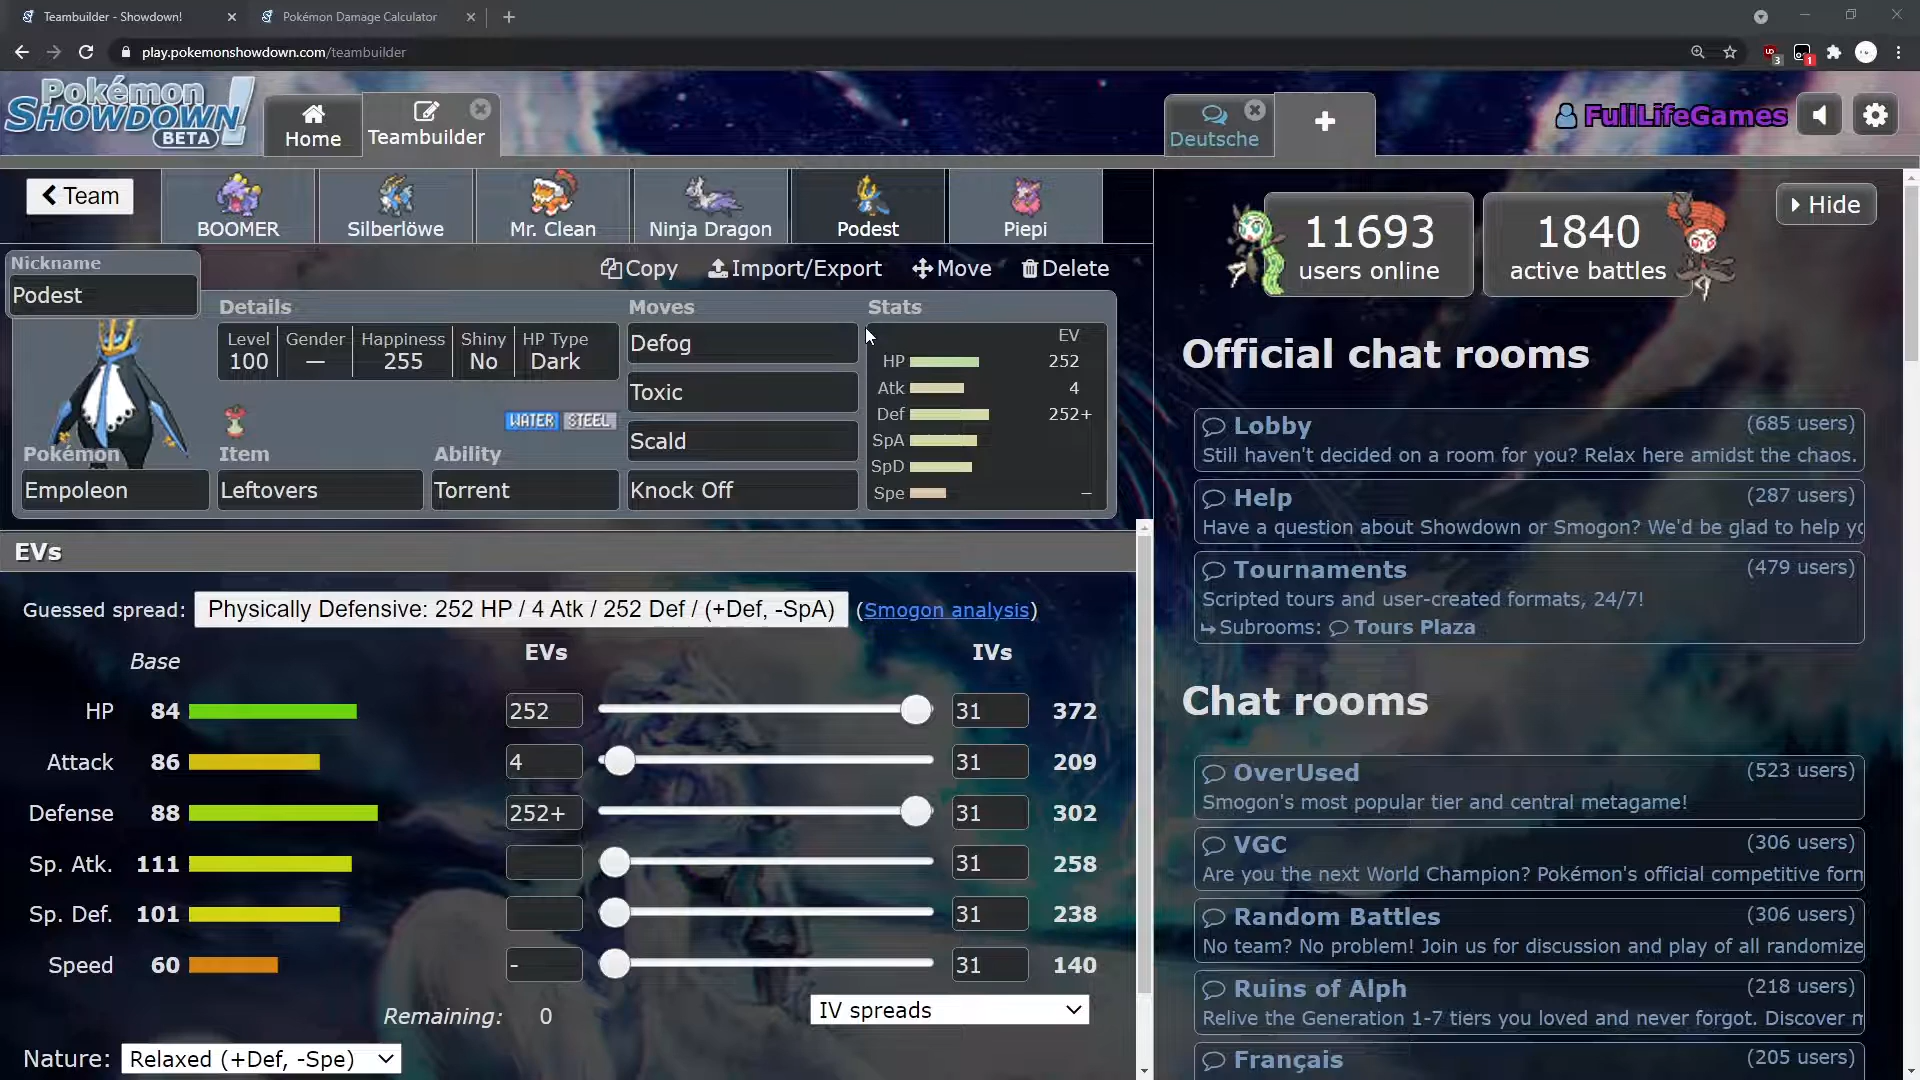 Teambuilder - Showdown!
Pokémon Damage Calculator
play.pokemonshowdown.com/teambuilder
3
1
Pokémon
SHOWDOWN!
BETA
Home
Teambuilder
Deutsche
FullLifeGames
Team
BOOMER
Silberlöwe
Mr. Clean
Ninja Dragon
Podest
Piepi
Nickname
Podest
Copy
Import/Export
Move
Delete
Details
Level
100
Gender
—
Happiness
255
Shiny
No
HP Type
Dark
WATER STEEL
Pokémon
Empoleon
Item
Leftovers
Ability
Torrent
Moves
Defog
Toxic
Scald
Knock Off
Stats
EV
HP 252
Atk 4
Def 252+
SpA
SpD
Spe –
EVs
Guessed spread: Physically Defensive: 252 HP / 4 Atk / 252 Def / (+Def, -SpA) (Smogon analysis)
Base EVs IVs
HP 84 252 31 372
Attack 86 4 31 209
Defense 88 252+ 31 302
Sp. Atk. 111 31 258
Sp. Def. 101 31 238
Speed 60 - 31 140
Remaining: 0
IV spreads
Nature: Relaxed (+Def, -Spe)
11693
users online
1840
active battles
Hide
Official chat rooms
Lobby (685 users)
Still haven't decided on a room for you? Relax here amidst the chaos.
Help (287 users)
Have a question about Showdown or Smogon? We'd be glad to help yo
Tournaments (479 users)
Scripted tours and user-created formats, 24/7!
Subrooms: Tours Plaza
Chat rooms
OverUsed (523 users)
Smogon's most popular tier and central metagame!
VGC (306 users)
Are you the next World Champion? Pokémon's official competitive forn
Random Battles (306 users)
No team? No problem! Join us for discussion and play of all randomize
Ruins of Alph (218 users)
Relive the Generation 1-7 tiers you loved and never forgot. Discover n
Français (205 users)